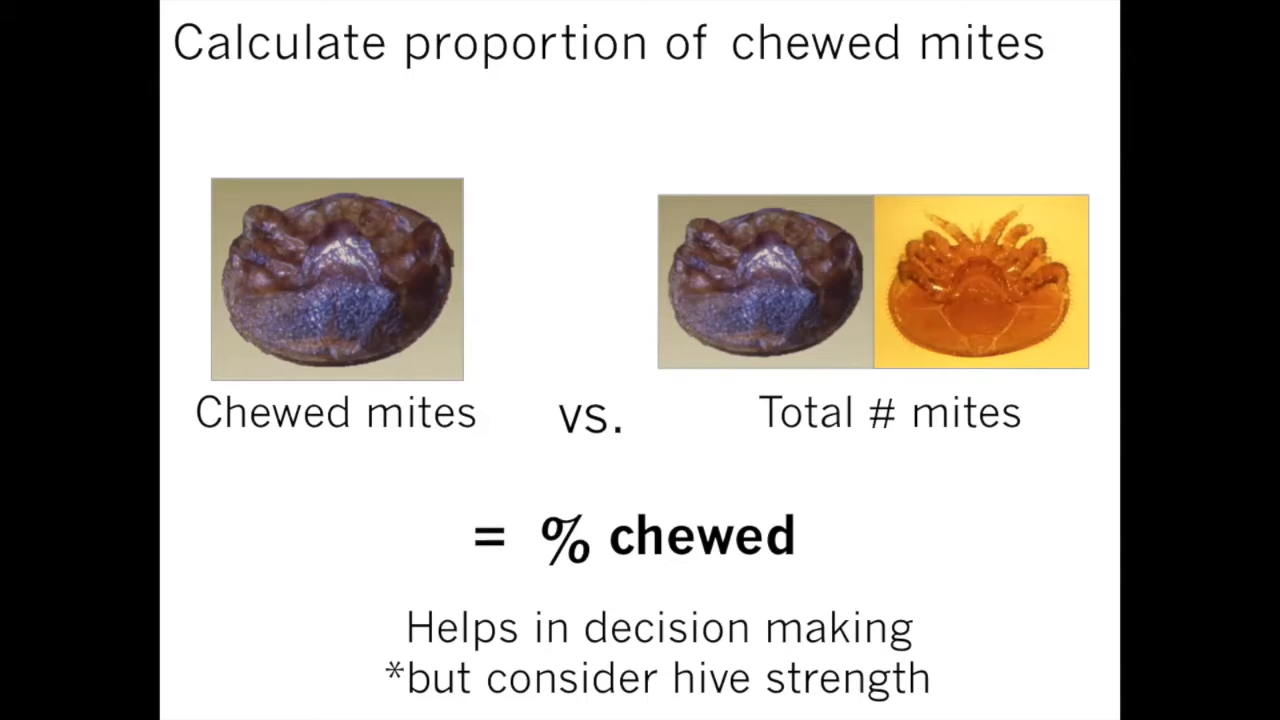 Calculate proportion of chewed mites
Chewed mites vs. Total # mites
= % chewed
Helps in decision making
*but consider hive strength